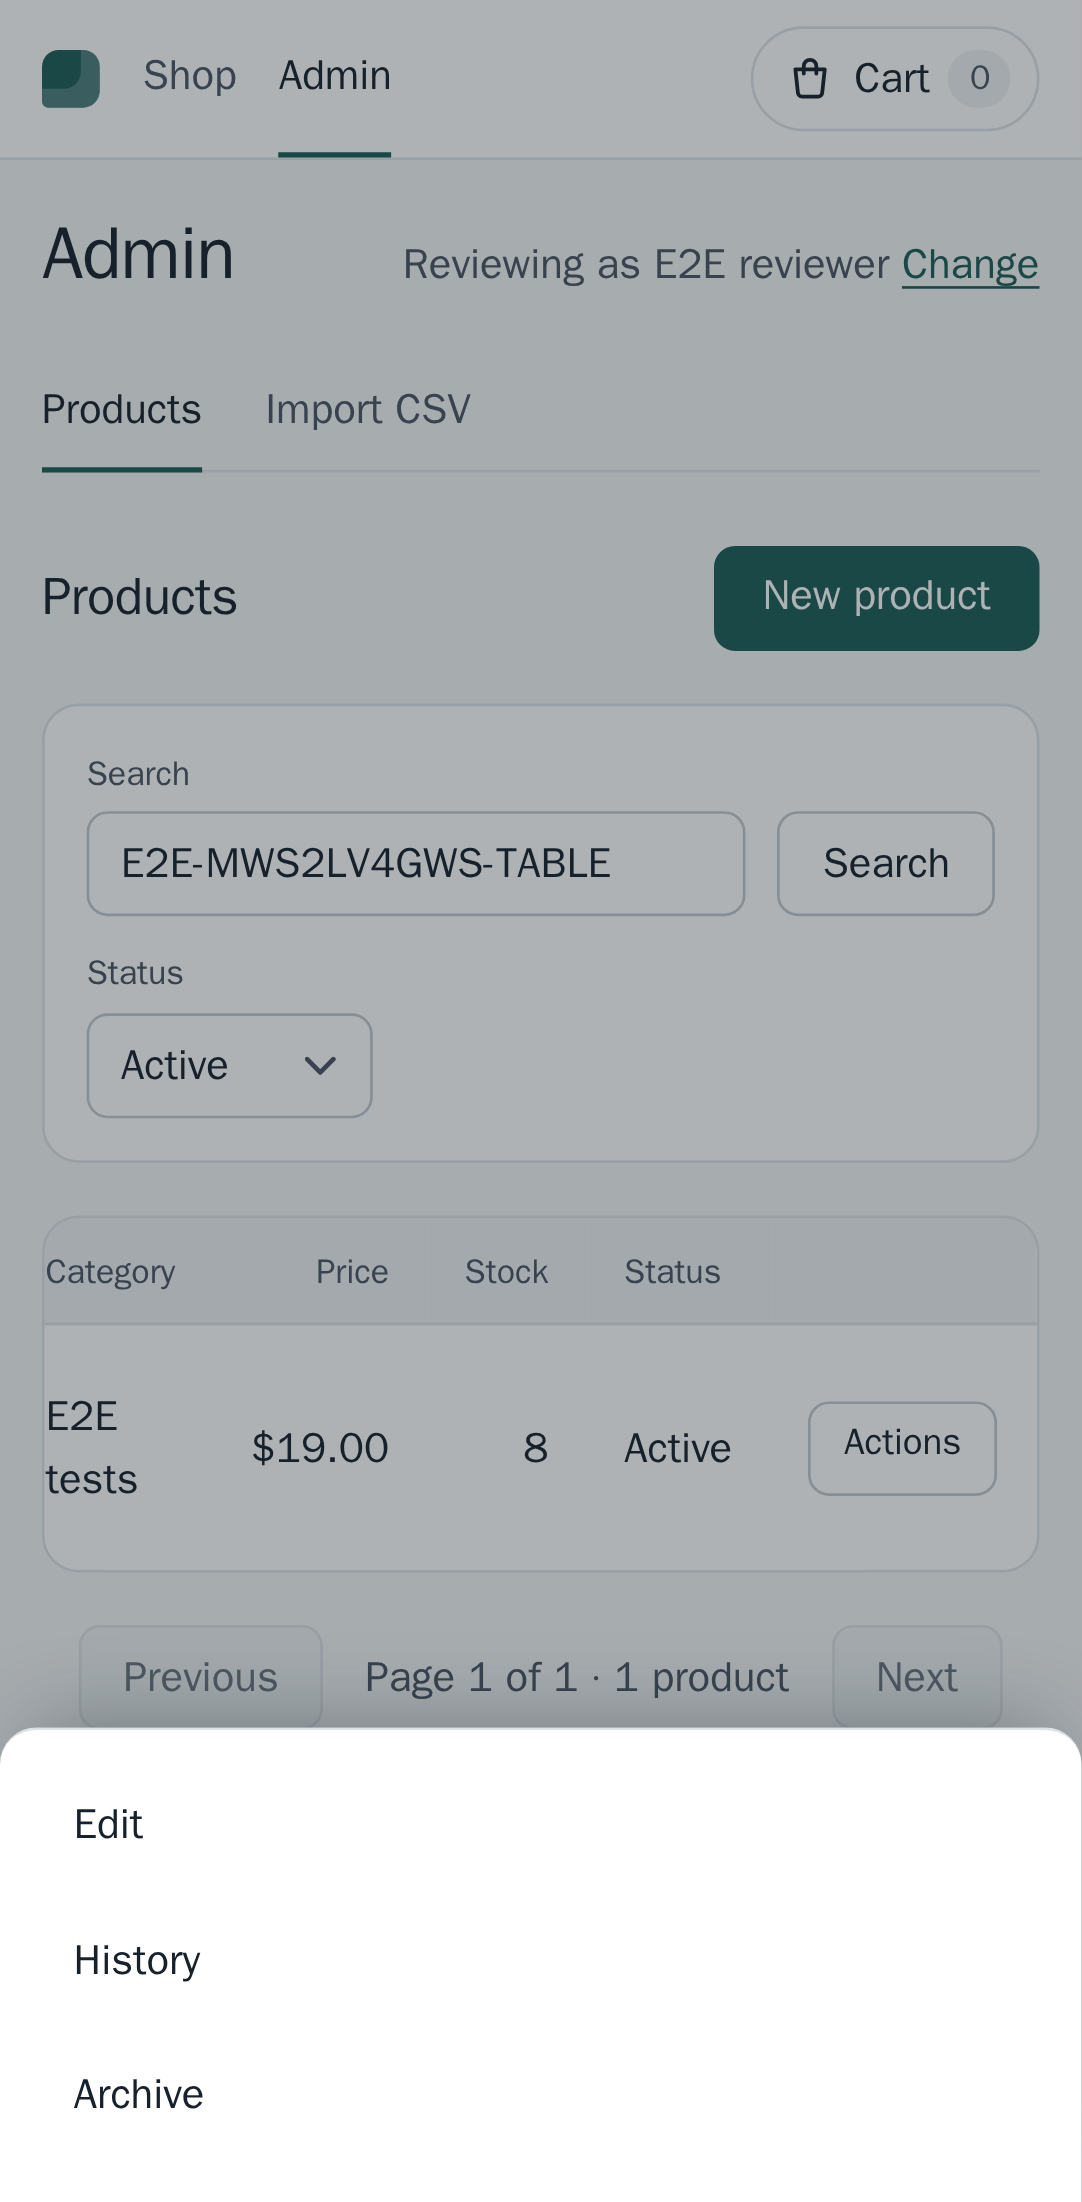 Shop Admin Cart 0
Admin
Reviewing as E2E reviewer Change
Products Import CSV
Products
New product
Search
E2E-MWS2LV4GWS-TABLE Search
Status
Active
Category Price Stock Status
E2E
tests
$19.00 8 Active Actions
Previous Page 1 of 1 · 1 product Next
Edit
History
Archive